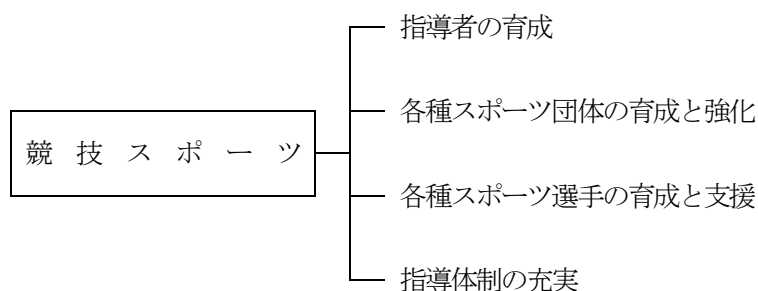 競技スポーツ
指導者の育成
各種スポーツ団体の育成と強化
各種スポーツ選手の育成と支援
指導体制の充実